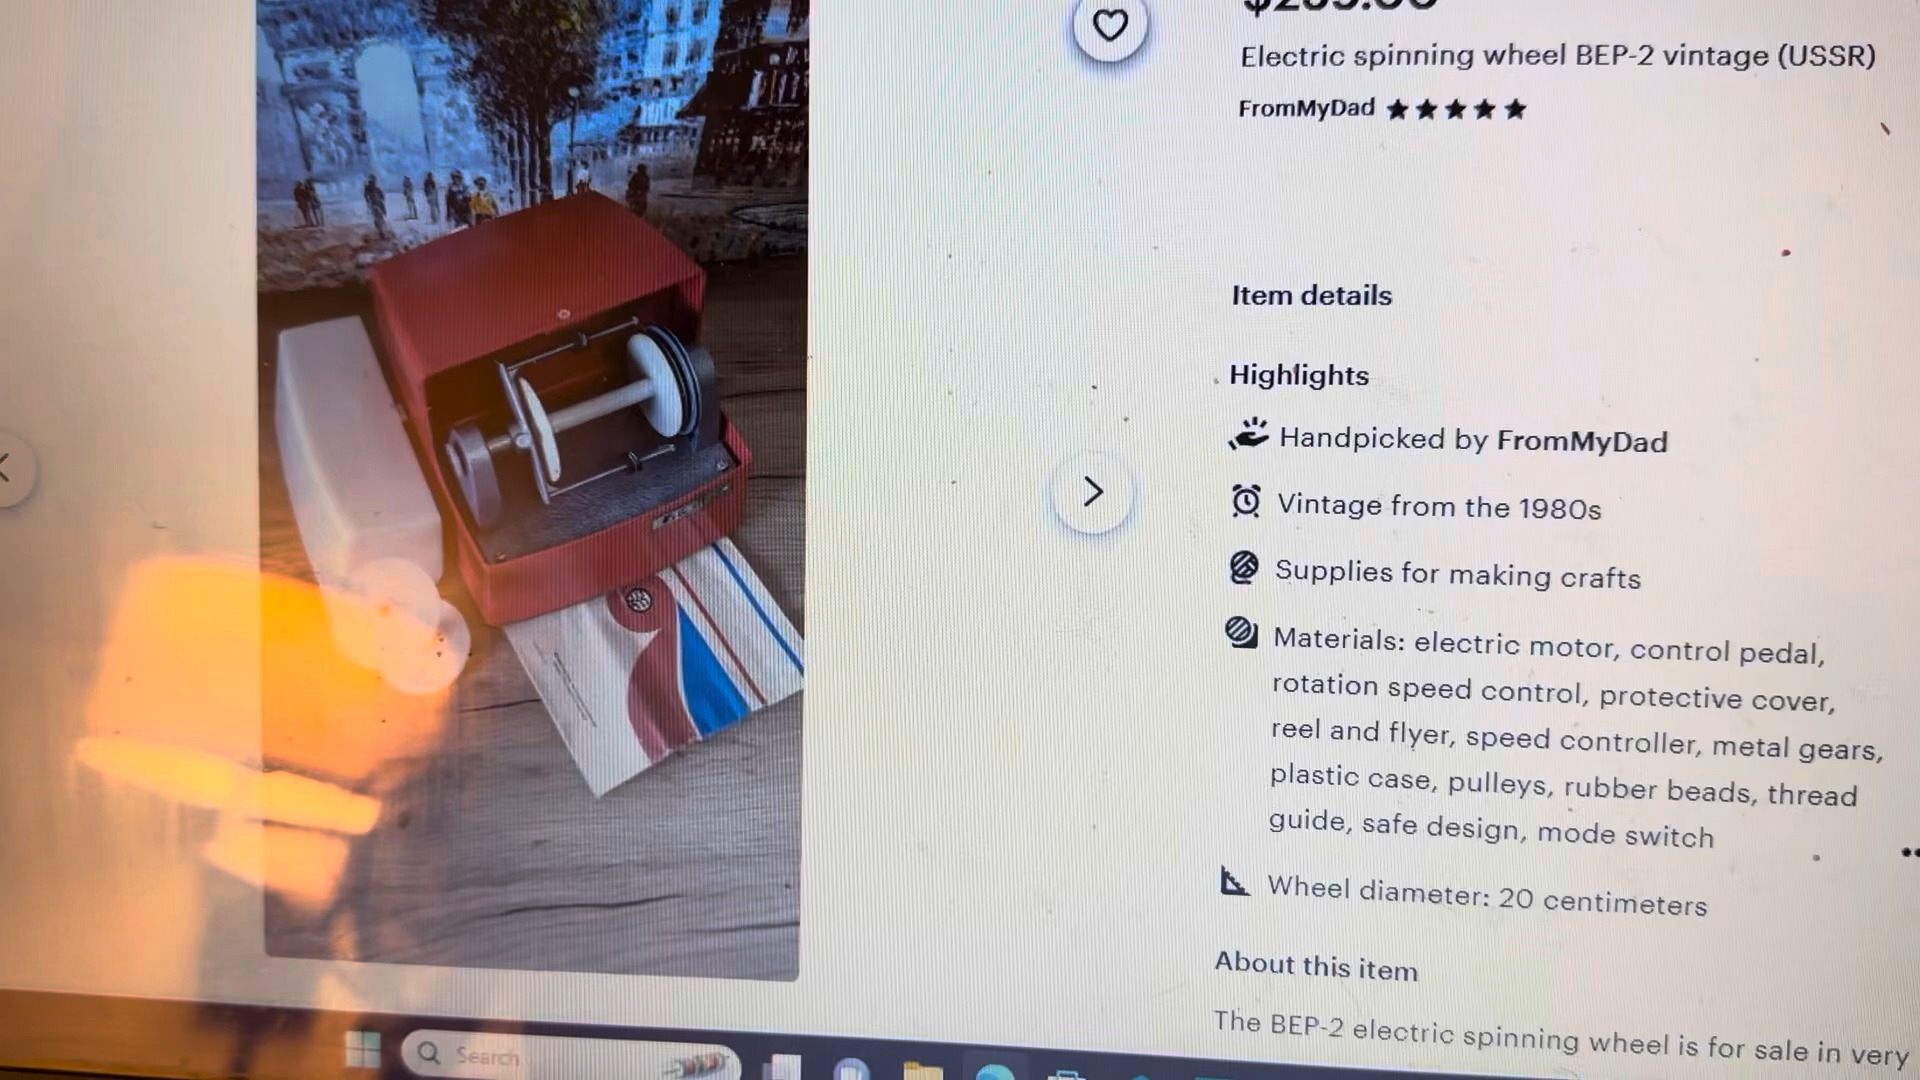 Electric spinning wheel BEP-2 vintage (USSR)
FromMyDad ★★★★★
Item details
Highlights
Handpicked by FromMyDad
Vintage from the 1980s
Supplies for making crafts
Materials: electric motor, control pedal,
rotation speed control, protective cover,
reel and flyer, speed controller, metal gears,
plastic case, pulleys, rubber beads, thread
guide, safe design, mode switch
Wheel diameter: 20 centimeters
About this item
The BEP-2 electric spinning wheel is for sale in very
Search